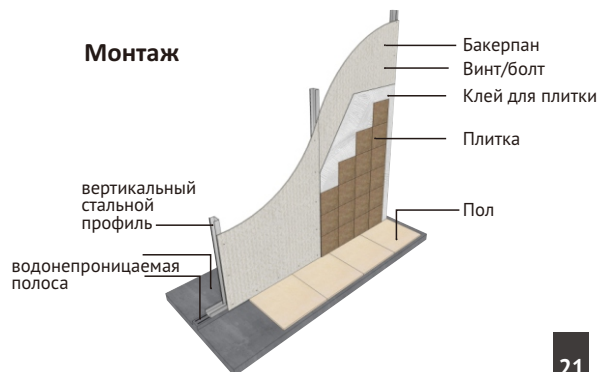 Монтаж
Бакерпан
Винт/болт
Клей для плитки
Плитка
вертикальный
стальной
профиль
Пол
водонепроницаемая
полоса
21